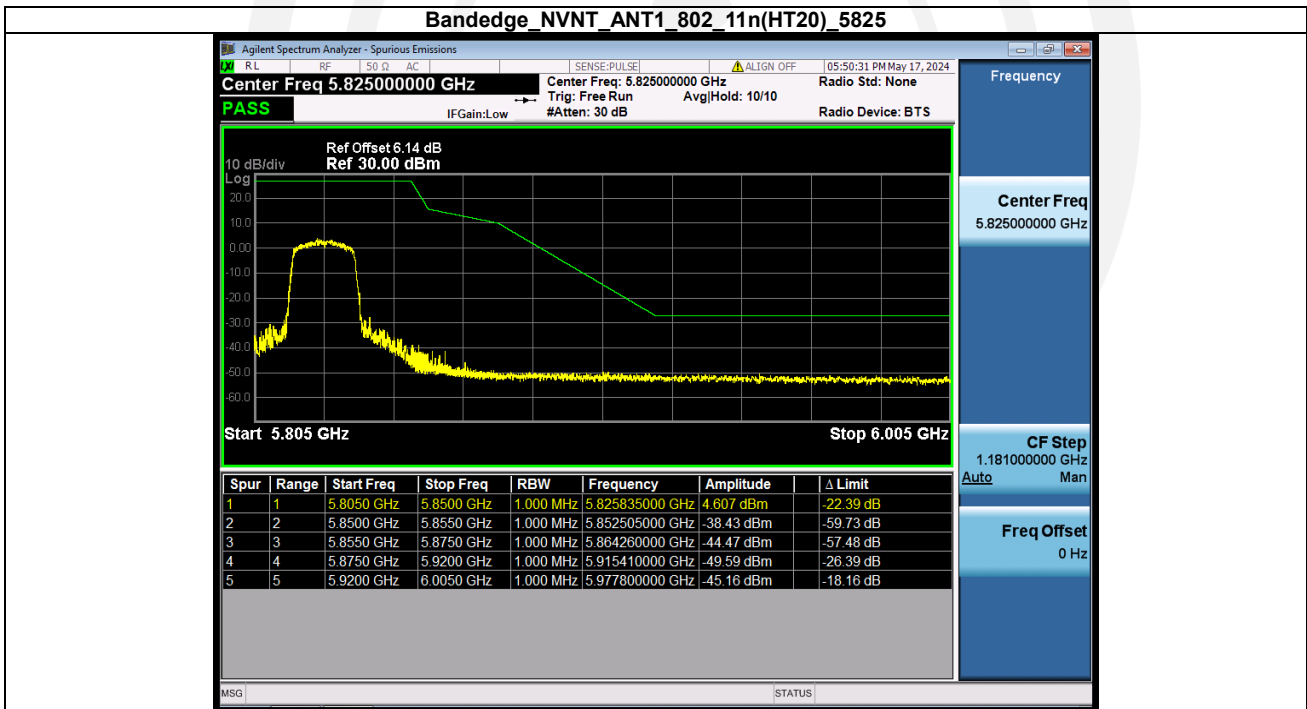 Bandedge_NVNT_ANT1_802_11n(HT20)_5825
Agilent Spectrum Analyzer - Spurious Emissions
LXI RL RF 50 Ω AC SENSE:PULSE ALIGN OFF 05:50:31 PM May 17, 2024
Center Freq 5.825000000 GHz Center Freq: 5.825000000 GHz Radio Std: None
Trig: Free Run Avg|Hold: 10/10
PASS IFGain:Low #Atten: 30 dB Radio Device: BTS
Frequency
Ref Offset 6.14 dB
10 dB/div Ref 30.00 dBm
Log
20.0
10.0
0.00
-10.0
-20.0
-30.0
-40.0
-50.0
-60.0
Start 5.805 GHz Stop 6.005 GHz
Center Freq
5.825000000 GHz
CF Step
1.181000000 GHz
Auto Man
Freq Offset
0 Hz
Spur Range Start Freq Stop Freq RBW Frequency Amplitude Δ Limit
1 1 5.8050 GHz 5.8500 GHz 1.000 MHz 5.825835000 GHz 4.607 dBm -22.39 dB
2 2 5.8500 GHz 5.8550 GHz 1.000 MHz 5.852505000 GHz -38.43 dBm -59.73 dB
3 3 5.8550 GHz 5.8750 GHz 1.000 MHz 5.864260000 GHz -44.47 dBm -57.48 dB
4 4 5.8750 GHz 5.9200 GHz 1.000 MHz 5.915410000 GHz -49.59 dBm -26.39 dB
5 5 5.9200 GHz 6.0050 GHz 1.000 MHz 5.977800000 GHz -45.16 dBm -18.16 dB
MSG STATUS